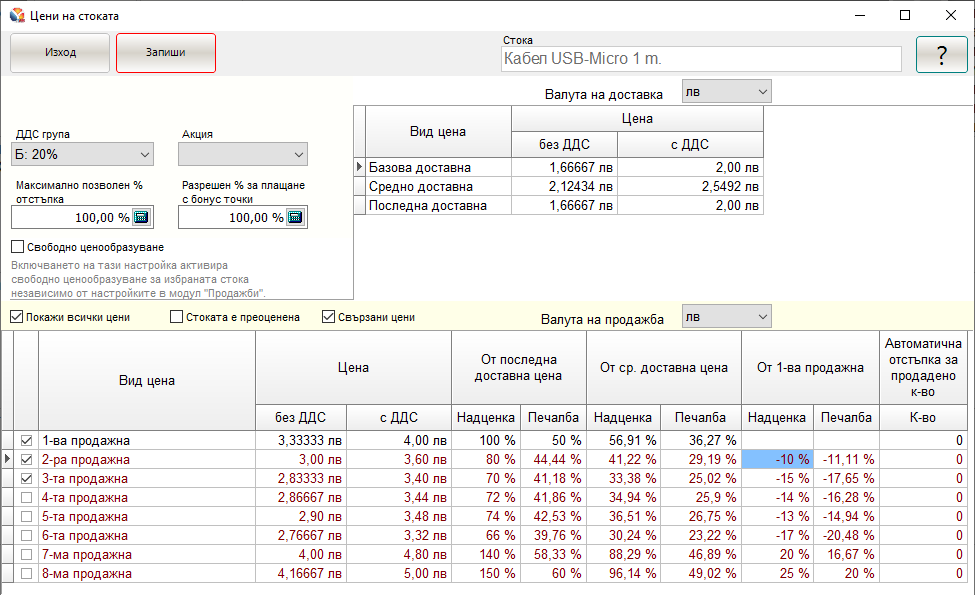 Цени на стоката
Изход
Запиши
Стока
Кабел USB-Micro 1 m.
?
Валута на доставка
лв
ДДС група
Акция
Б: 20%
Максимално позволен %
отстъпка
Разрешен % за плащане
с бонус точки
100,00 %
100,00 %
Свободно ценообразуване
Включването на тази настройка активира
свободно ценообразуване за избраната стока
независимо от настройките в модул "Продажби".
Вид цена
Цена
без ДДС с ДДС
Базова доставна 1,66667 лв 2,00 лв
Средно доставна 2,12434 лв 2,5492 лв
Последна доставна 1,66667 лв 2,00 лв
Покажи всички цени
Стоката е преоценена
Свързани цени
Валута на продажба
лв
Вид цена
Цена
От последна
доставна цена
От ср. доставна цена
От 1-ва продажна
Автоматична
отстъпка за
продадено
к-во
без ДДС с ДДС Надценка Печалба Надценка Печалба Надценка Печалба К-во
1-ва продажна 3,33333 лв 4,00 лв 100 % 50 % 56,91 % 36,27 % 0
2-ра продажна 3,00 лв 3,60 лв 80 % 44,44 % 41,22 % 29,19 % -10 % -11,11 % 0
3-та продажна 2,83333 лв 3,40 лв 70 % 41,18 % 33,38 % 25,02 % -15 % -17,65 % 0
4-та продажна 2,86667 лв 3,44 лв 72 % 41,86 % 34,94 % 25,9 % -14 % -16,28 % 0
5-та продажна 2,90 лв 3,48 лв 74 % 42,53 % 36,51 % 26,75 % -13 % -14,94 % 0
6-та продажна 2,76667 лв 3,32 лв 66 % 39,76 % 30,24 % 23,22 % -17 % -20,48 % 0
7-ма продажна 4,00 лв 4,80 лв 140 % 58,33 % 88,29 % 46,89 % 20 % 16,67 % 0
8-ма продажна 4,16667 лв 5,00 лв 150 % 60 % 96,14 % 49,02 % 25 % 20 % 0